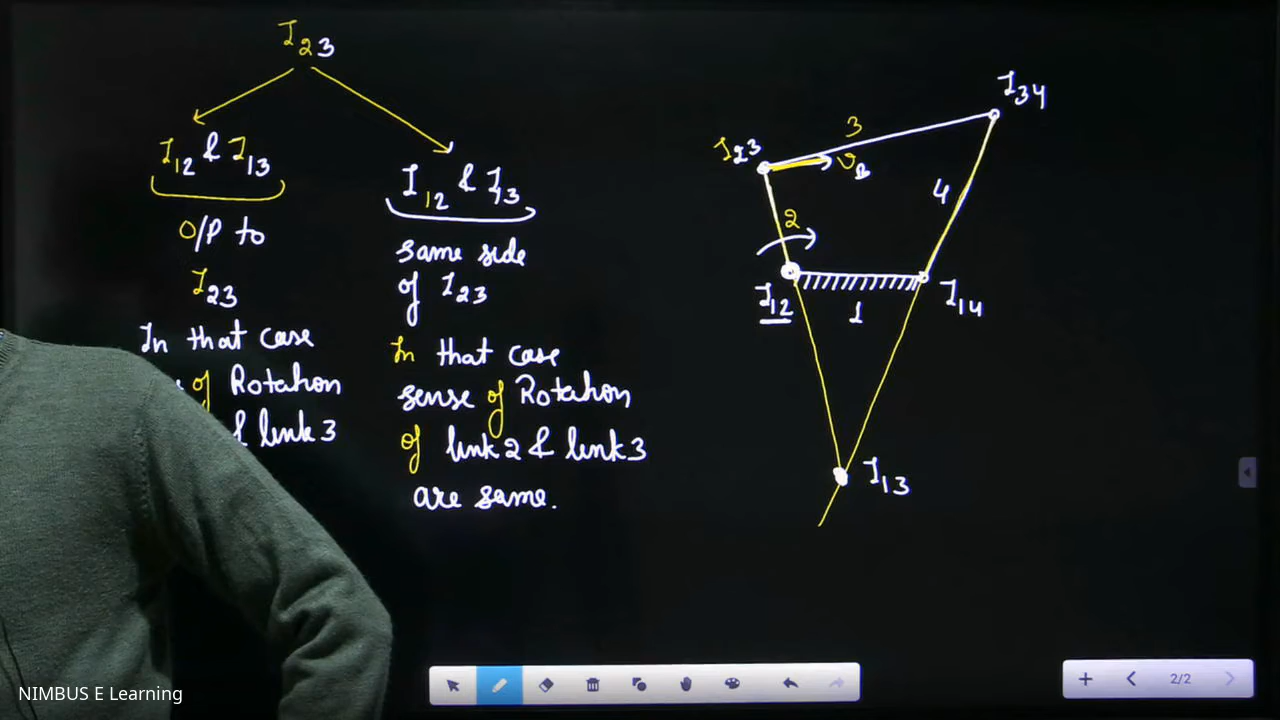 I23
I12 & I13
O/P to
I23
In that case
of Rotation
& link 3
I12 & I13
same side
of I23
In that case
sense of Rotation
of link 2 & link 3
are same.
I34
3
I23
4
2
I12
1
I14
I13
2/2
NIMBUS E Learning